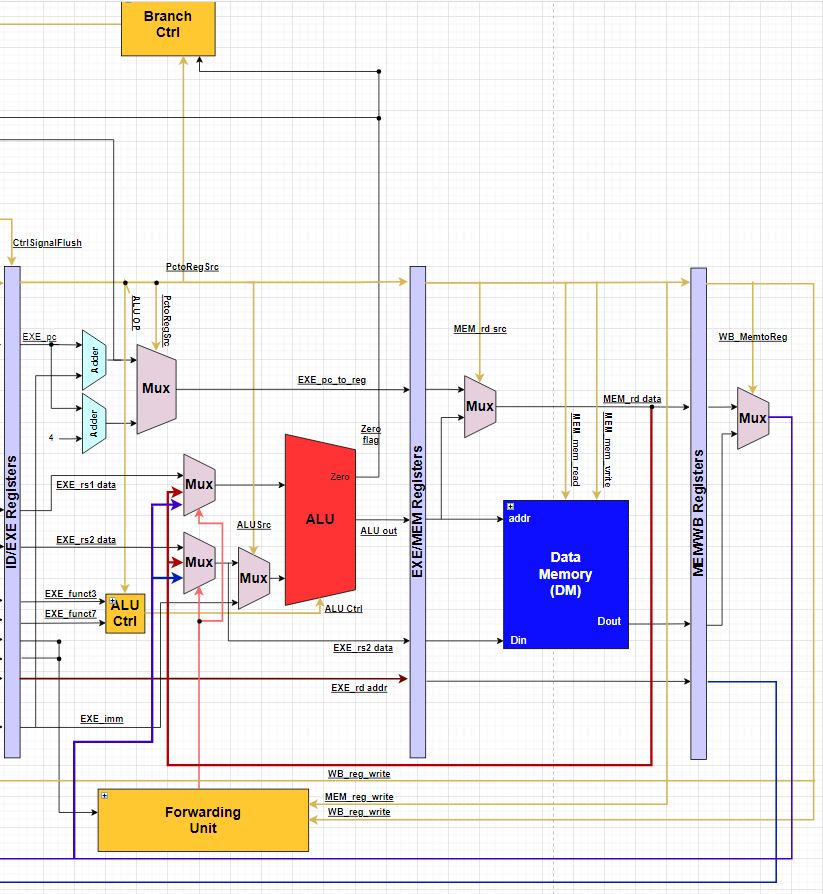 Branch
Ctrl
CtrlSignalFlush
PctoRegSrc
ALU OP
PctoRegSrc
EXE_pc
Adder
Mux
MEM_rd src
WB_MemtoReg
EXE_pc_to_reg
Mux
MEM_rd data
Mux
Adder
4
Zero
flag
MEM_mem_read
MEM_mem_write
ID/EXE Registers
EXE/MEM Registers
MEM/WB Registers
EXE_rs1 data
Mux
Zero
ALU
ALUSrc
ALU out
addr
EXE_rs2 data
Mux
Mux
Data
Memory
(DM)
EXE_funct3
EXE_funct7
ALU
Ctrl
ALU Ctrl
Dout
Din
EXE_rs2 data
EXE_rd addr
EXE_imm
WB_reg_write
MEM_reg_write
WB_reg_write
Forwarding
Unit